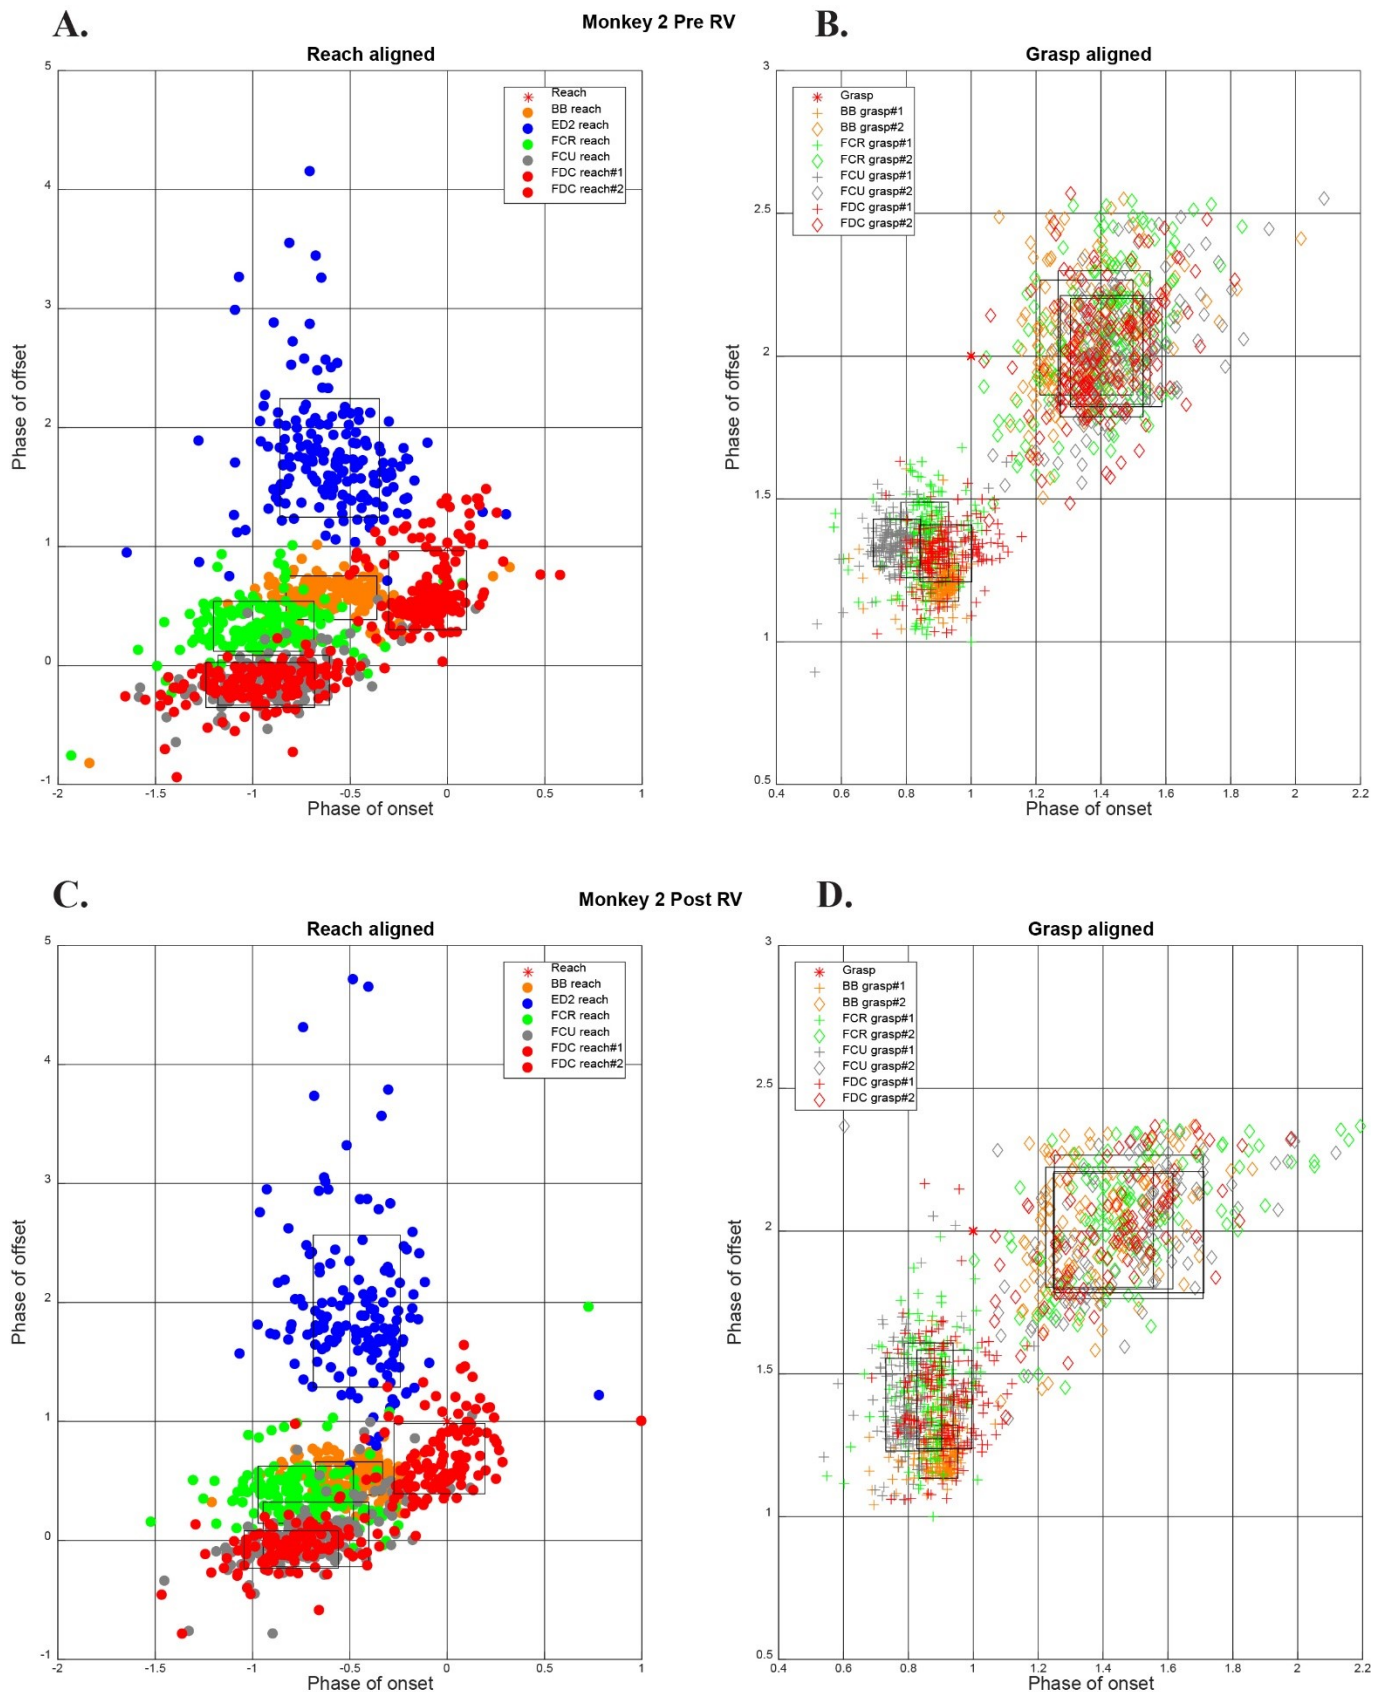 A.
Monkey 2 Pre RV
B.
Reach aligned
Grasp aligned
5
4
3
2
1
0
-1
-2
-1.5
-1
-0.5
0
0.5
1
Phase of offset
Phase of onset
Reach
BB reach
ED2 reach
FCR reach
FCU reach
FDC reach#1
FDC reach#2
3
2.5
2
1.5
1
0.5
0.4
0.6
0.8
1
1.2
1.4
1.6
1.8
2
2.2
Phase of offset
Phase of onset
Grasp
BB grasp#1
BB grasp#2
FCR grasp#1
FCR grasp#2
FCU grasp#1
FCU grasp#2
FDC grasp#1
FDC grasp#2
C.
Monkey 2 Post RV
D.
Reach aligned
Grasp aligned
5
4
3
2
1
0
-1
-2
-1.5
-1
-0.5
0
0.5
1
Phase of offset
Phase of onset
Reach
BB reach
ED2 reach
FCR reach
FCU reach
FDC reach#1
FDC reach#2
3
2.5
2
1.5
1
0.5
0.4
0.6
0.8
1
1.2
1.4
1.6
1.8
2
2.2
Phase of offset
Phase of onset
Grasp
BB grasp#1
BB grasp#2
FCR grasp#1
FCR grasp#2
FCU grasp#1
FCU grasp#2
FDC grasp#1
FDC grasp#2